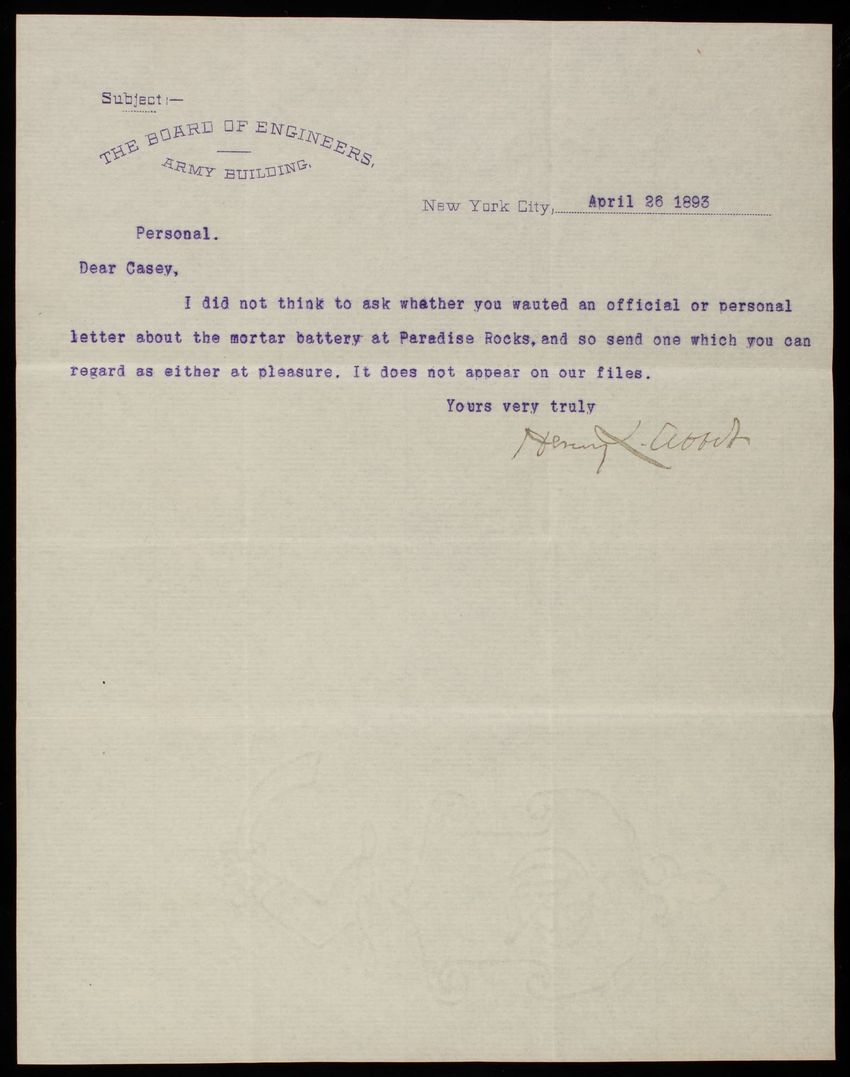 Subject:—
THE BOARD OF ENGINEERS,
ARMY BUILDING.
New York City, April 26 1893
Personal.
Dear Casey,
I did not think to ask whether you wauted an official or personal
letter about the mortar battery at Paradise Rocks, and so send one which you can
regard as either at pleasure. It does not appear on our files.
Yours very truly
Henry L. Abbot